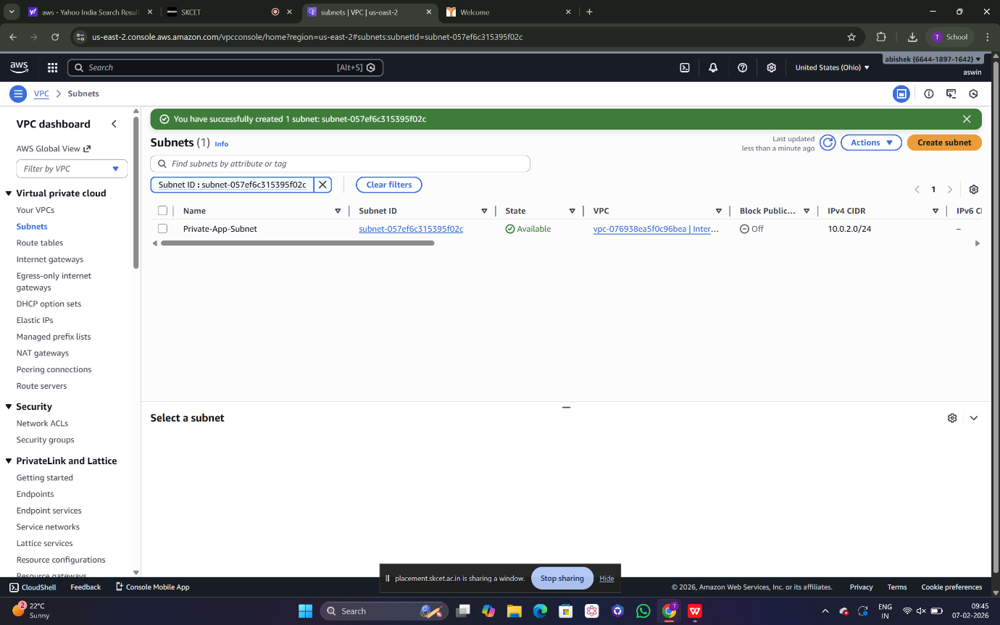 aws - Yahoo India Search Resul
SKCET
subnets | VPC | us-east-2
Welcome
us-east-2.console.aws.amazon.com/vpcconsole/home?region=us-east-2#subnets:subnetId=subnet-057ef6c315395f02c
T School
aws
Search [Alt+S]
United States (Ohio)
abishek (6644-1897-1642)
aswin
VPC > Subnets
VPC dashboard
AWS Global View
Filter by VPC
Virtual private cloud
Your VPCs
Subnets
Route tables
Internet gateways
Egress-only internet
gateways
DHCP option sets
Elastic IPs
Managed prefix lists
NAT gateways
Peering connections
Route servers
Security
Network ACLs
Security groups
PrivateLink and Lattice
Getting started
Endpoints
Endpoint services
Service networks
Lattice services
Resource configurations
Resource gateways
You have successfully created 1 subnet: subnet-057ef6c315395f02c
Subnets (1) Info
Last updated
less than a minute ago
Actions
Create subnet
Find subnets by attribute or tag
Subnet ID : subnet-057ef6c315395f02c
Clear filters
1
Name Subnet ID State VPC Block Public... IPv4 CIDR IPv6 CI
Private-App-Subnet subnet-057ef6c315395f02c Available vpc-076938ea5f0c96bea | Inter... Off 10.0.2.0/24 –
Select a subnet
placement.skcet.ac.in is sharing a window. Stop sharing Hide
CloudShell Feedback Console Mobile App
© 2026, Amazon Web Services, Inc. or its affiliates. Privacy Terms Cookie preferences
2
22°C
Sunny
Search
T
ENG
IN
09:45
07-02-2026